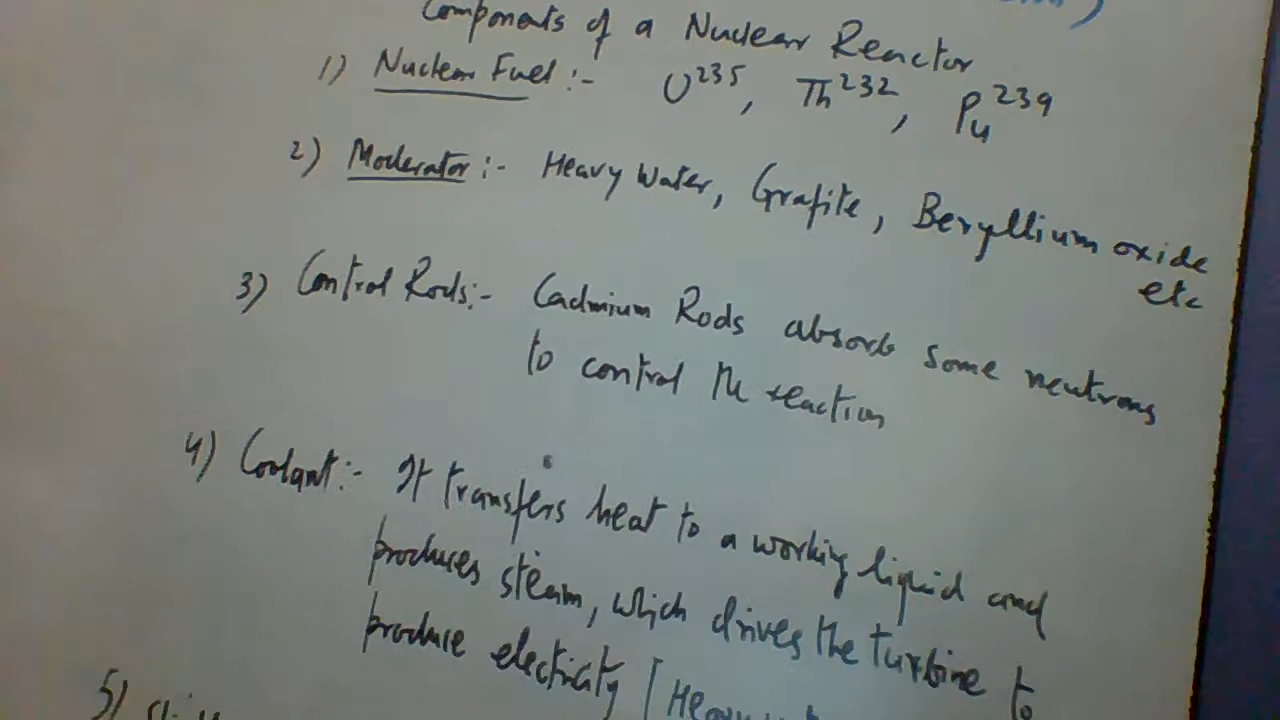 Components of a Nuclear Reactor
1) Nuclear Fuel :- U²³⁵, Th²³², Pu²³⁹
2) Moderator :- Heavy Water, Grafite, Beryllium oxide
etc
3) Control Rods:- Cadmium Rods absorb some neutrons
to control the reaction
4) Coolant:- It transfers heat to a working liquid and
produces steam, which drives the turbine to
produce electricity [Heavy
5)